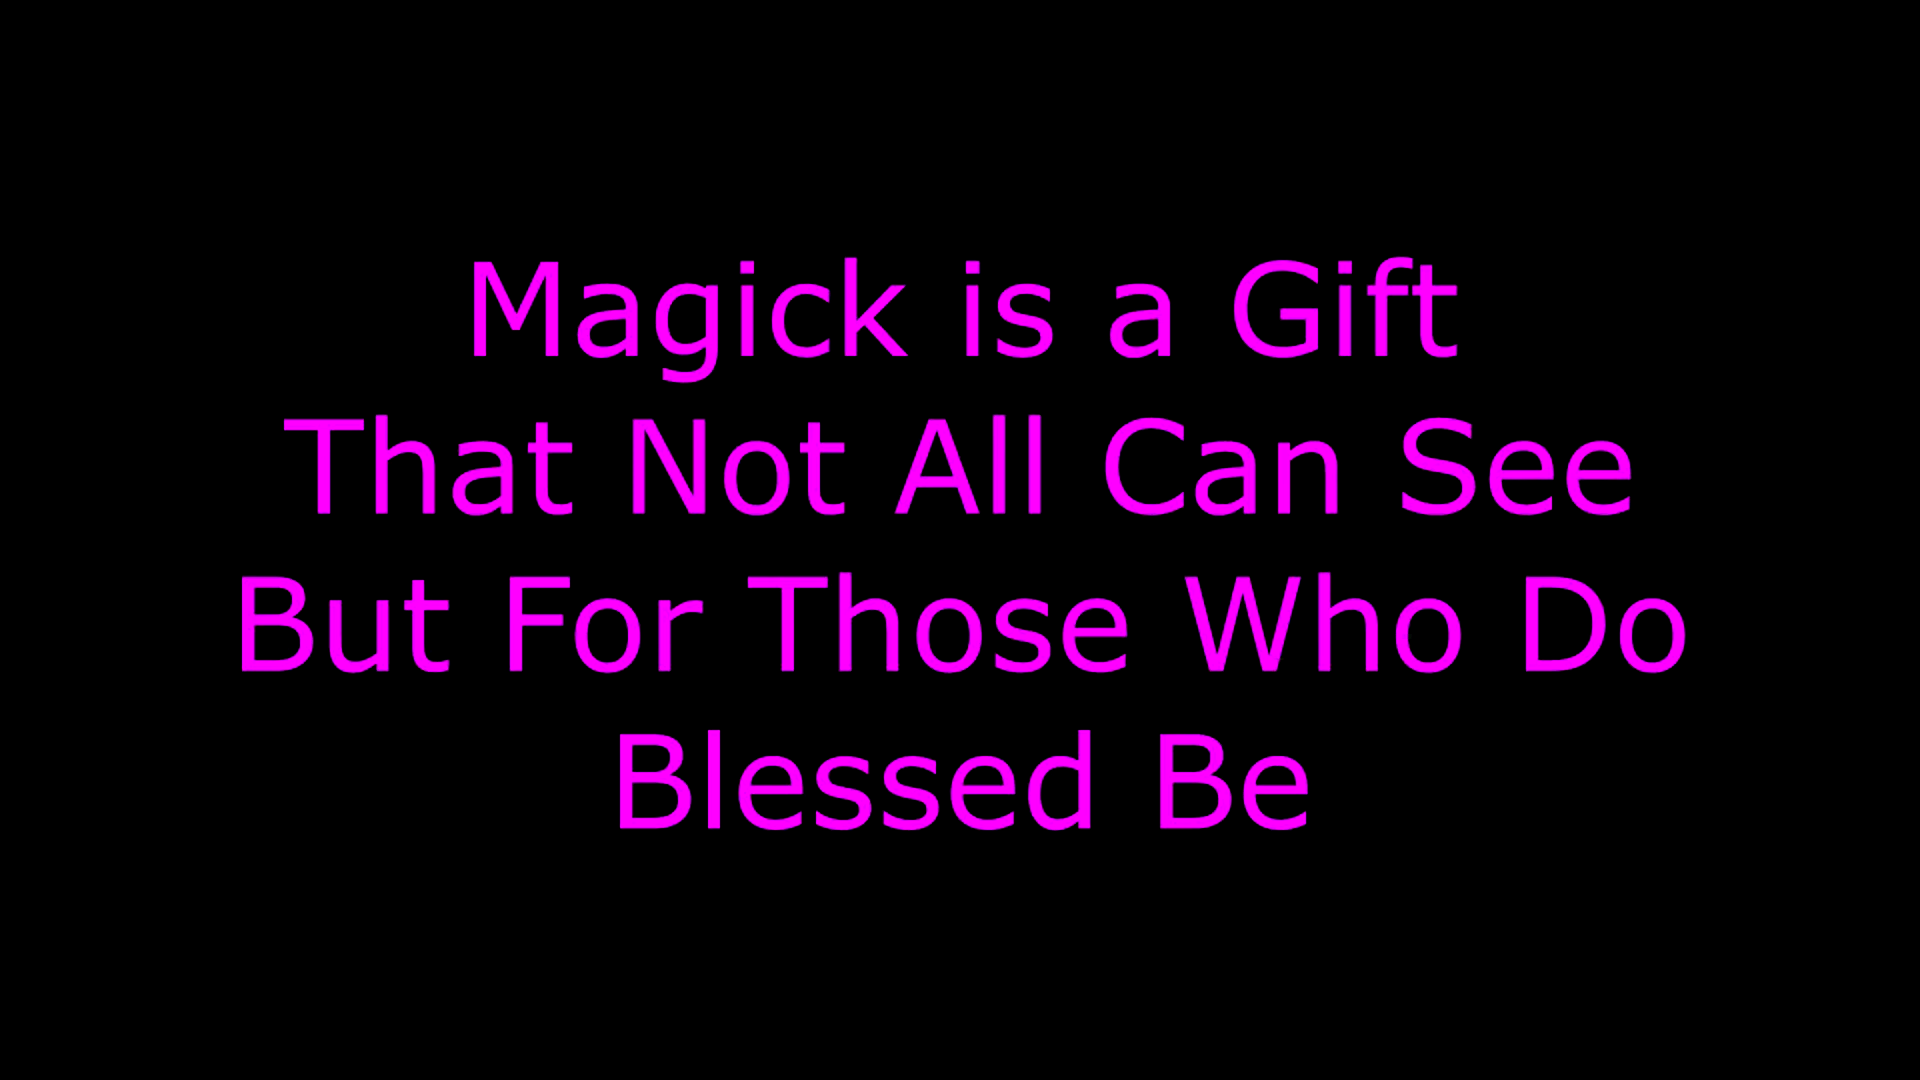 Magick is a Gift
That Not All Can See
But For Those Who Do
Blessed Be